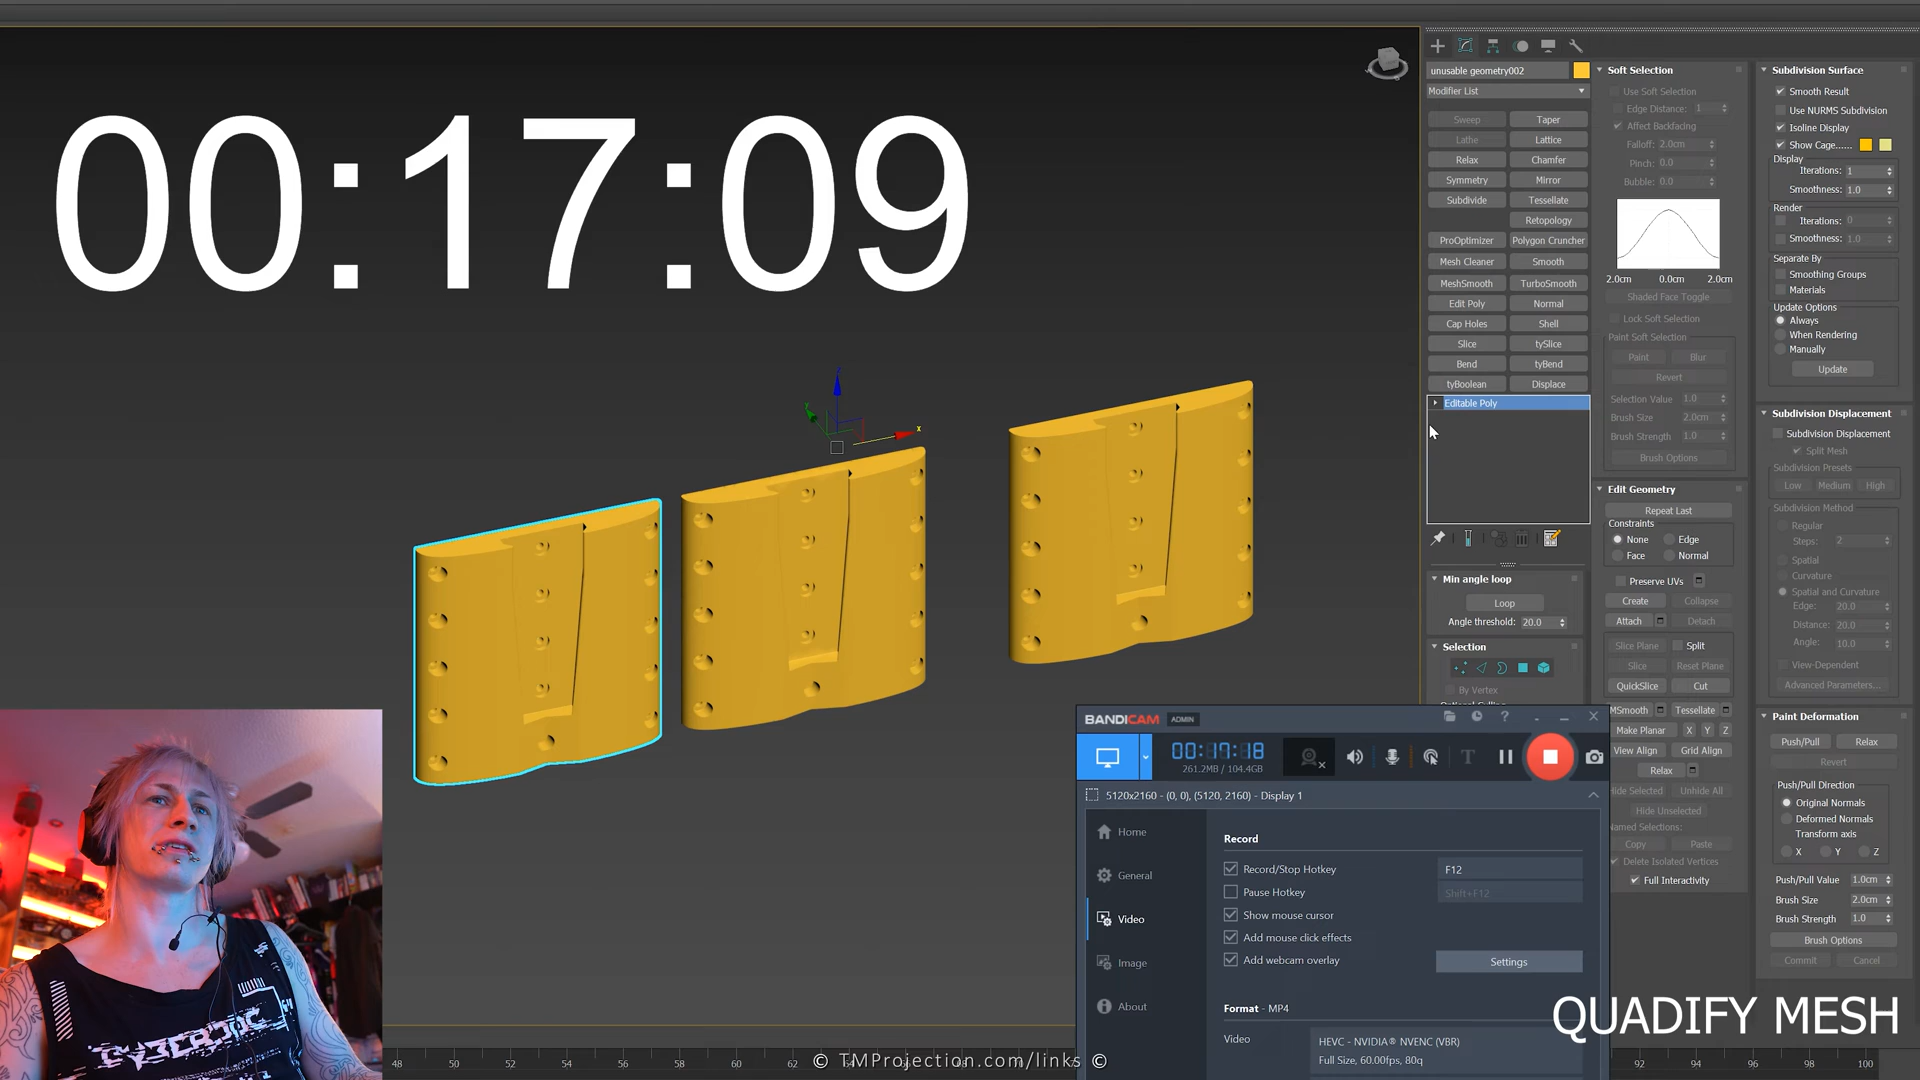 00:17:09
unusable geometry002
Modifier List
Sweep Taper
Lathe Lattice
Relax Chamfer
Symmetry Mirror
Subdivide Tessellate
Retopology
ProOptimizer Polygon Cruncher
Mesh Cleaner Smooth
MeshSmooth TurboSmooth
Edit Poly Normal
Cap Holes Shell
Slice tySlice
Bend tyBend
tyBoolean Displace
Editable Poly
Min angle loop
Loop
Angle threshold: 20.0
Selection
By Vertex
Soft Selection
Use Soft Selection
Edge Distance: 1
Affect Backfacing
Falloff: 2.0cm
Pinch: 0.0
Bubble: 0.0
2.0cm 0.0cm 2.0cm
Shaded Face Toggle
Lock Soft Selection
Paint Soft Selection
Paint Blur
Revert
Selection Value 1.0
Brush Size 2.0cm
Brush Strength 1.0
Brush Options
Edit Geometry
Repeat Last
Constraints
None Edge
Face Normal
Preserve UVs
Create Collapse
Attach Detach
Slice Plane Split
Slice Reset Plane
QuickSlice Cut
MSmooth Tessellate
Make Planar X Y Z
View Align Grid Align
Relax
Hide Selected Unhide All
Hide Unselected
Named Selections:
Copy Paste
Delete Isolated Vertices
Full Interactivity
Subdivision Surface
Smooth Result
Use NURMS Subdivision
Isoline Display
Show Cage......
Display
Iterations: 1
Smoothness: 1.0
Render
Iterations: 0
Smoothness: 1.0
Separate By
Smoothing Groups
Materials
Update Options
Always
When Rendering
Manually
Update
Subdivision Displacement
Subdivision Displacement
Split Mesh
Subdivision Presets
Low Medium High
Subdivision Method
Regular
Steps: 2
Spatial
Curvature
Spatial and Curvature
Edge: 20.0
Distance: 20.0
Angle: 10.0
View-Dependent
Advanced Parameters...
Paint Deformation
Push/Pull Relax
Revert
Push/Pull Direction
Original Normals
Deformed Normals
Transform axis
X Y Z
Push/Pull Value 1.0cm
Brush Size 2.0cm
Brush Strength 1.0
Brush Options
Commit Cancel
BANDICAM ADMIN
00:17:18
261.2MB / 104.4GB
5120x2160 - (0, 0), (5120, 2160) - Display 1
Home
General
Video
Image
About
Record
Record/Stop Hotkey F12
Pause Hotkey Shift+F12
Show mouse cursor
Add mouse click effects
Add webcam overlay Settings
Format - MP4
Video HEVC - NVIDIA® NVENC (VBR)
Full Size, 60.00fps, 80q
QUADIFY MESH
© TMProjection.com/links ©
48 50 52 54 56 58 60 62 92 94 96 98 100